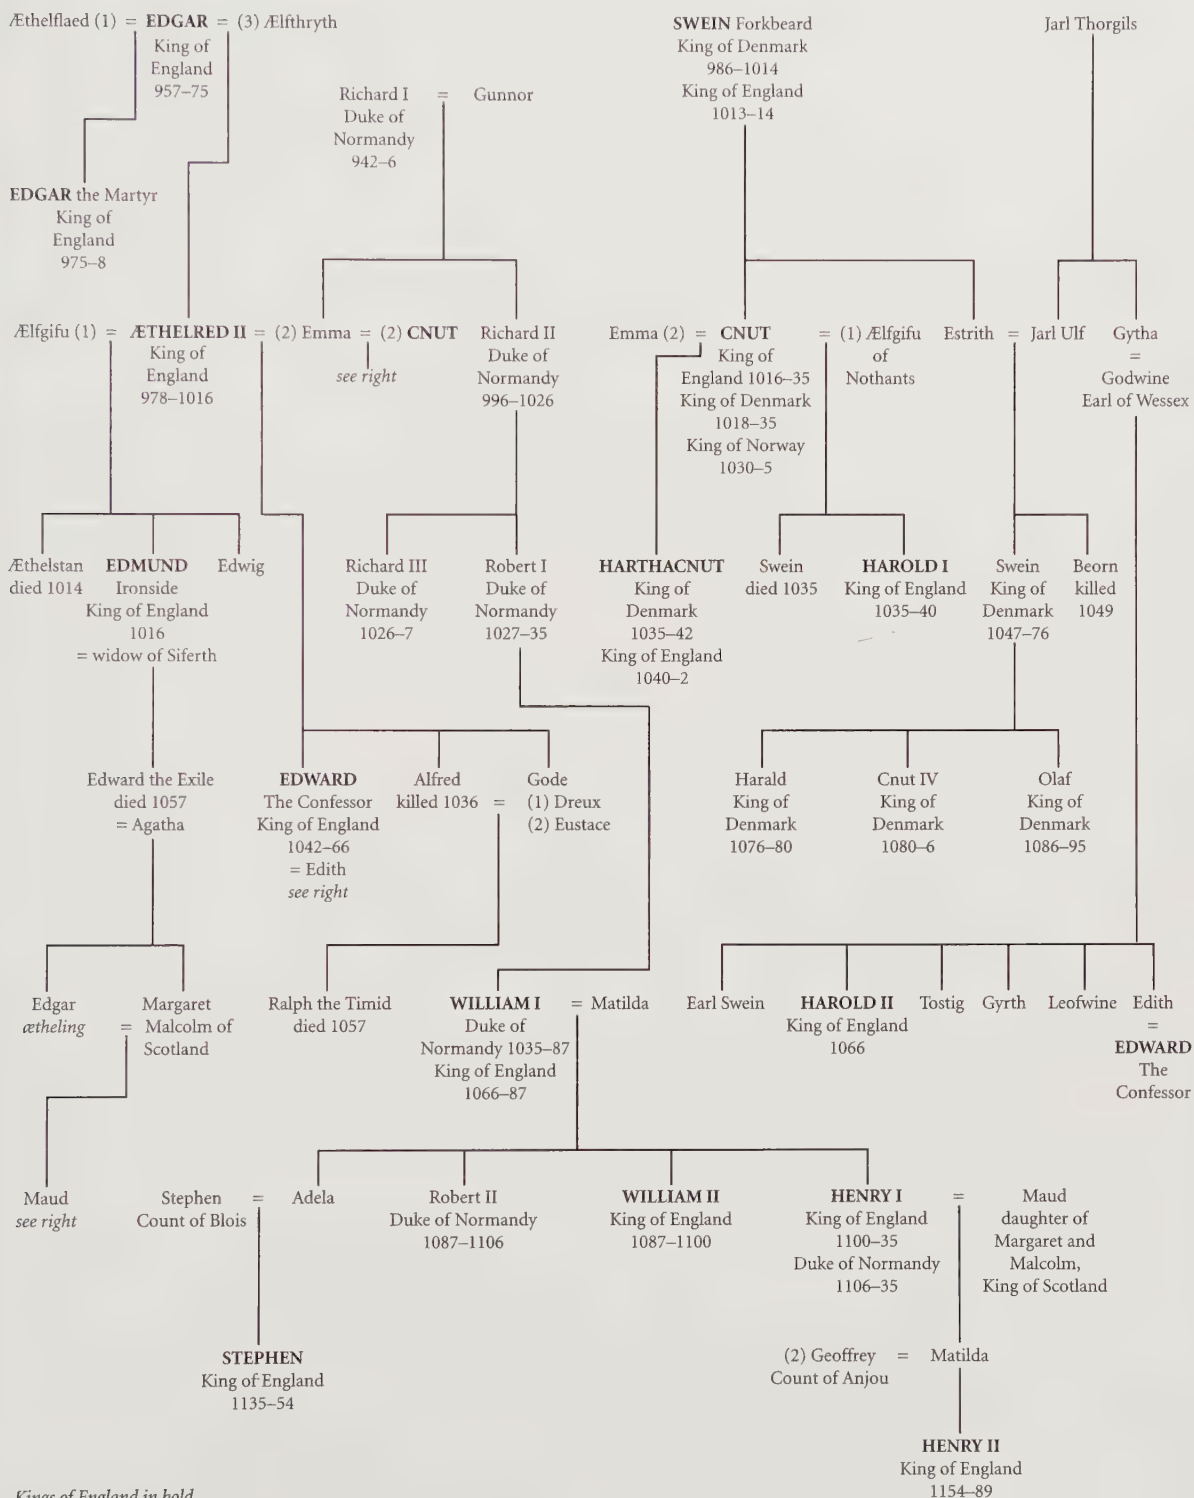 Æthelflaed (1) = EDGAR = (3) Ælfthryth
King of
England
957–75
SWEIN Forkbeard
King of Denmark
986–1014
King of England
1013–14
Jarl Thorgils
Richard I = Gunnor
Duke of
Normandy
942–6
EDGAR the Martyr
King of
England
975–8
Ælfgifu (1) = ÆTHELRED II = (2) Emma = (2) CNUT
King of
England
978–1016
see right
Richard II
Duke of
Normandy
996–1026
Emma (2) = CNUT = (1) Ælfgifu
of
Nothants
King of
England 1016–35
King of Denmark
1018–35
King of Norway
1030–5
Estrith = Jarl Ulf
Gytha
=
Godwine
Earl of Wessex
Æthelstan
died 1014
EDMUND
Ironside
King of England
1016
= widow of Siferth
Edwig
Richard III
Duke of
Normandy
1026–7
Robert I
Duke of
Normandy
1027–35
HARTHACNUT
King of
Denmark
1035–42
King of England
1040–2
Swein
died 1035
HAROLD I
King of England
1035–40
Swein
King of
Denmark
1047–76
Beorn
killed
1049
Edward the Exile
died 1057
= Agatha
EDWARD
The Confessor
King of England
1042–66
= Edith
see right
Alfred
killed 1036 =
Gode
(1) Dreux
(2) Eustace
Harald
King of
Denmark
1076–80
Cnut IV
King of
Denmark
1080–6
Olaf
King of
Denmark
1086–95
Edgar
ætheling
Margaret
= Malcolm of
Scotland
Ralph the Timid
died 1057
WILLIAM I = Matilda
Duke of
Normandy 1035–87
King of England
1066–87
Earl Swein
HAROLD II
King of England
1066
Tostig
Gyrth
Leofwine
Edith
=
EDWARD
The
Confessor
Maud
see right
Stephen = Adela
Count of Blois
Robert II
Duke of Normandy
1087–1106
WILLIAM II
King of England
1087–1100
HENRY I =
King of England
1100–35
Duke of Normandy
1106–35
Maud
daughter of
Margaret and
Malcolm,
King of Scotland
STEPHEN
King of England
1135–54
(2) Geoffrey = Matilda
Count of Anjou
HENRY II
King of England
1154–89
Kings of England in bold